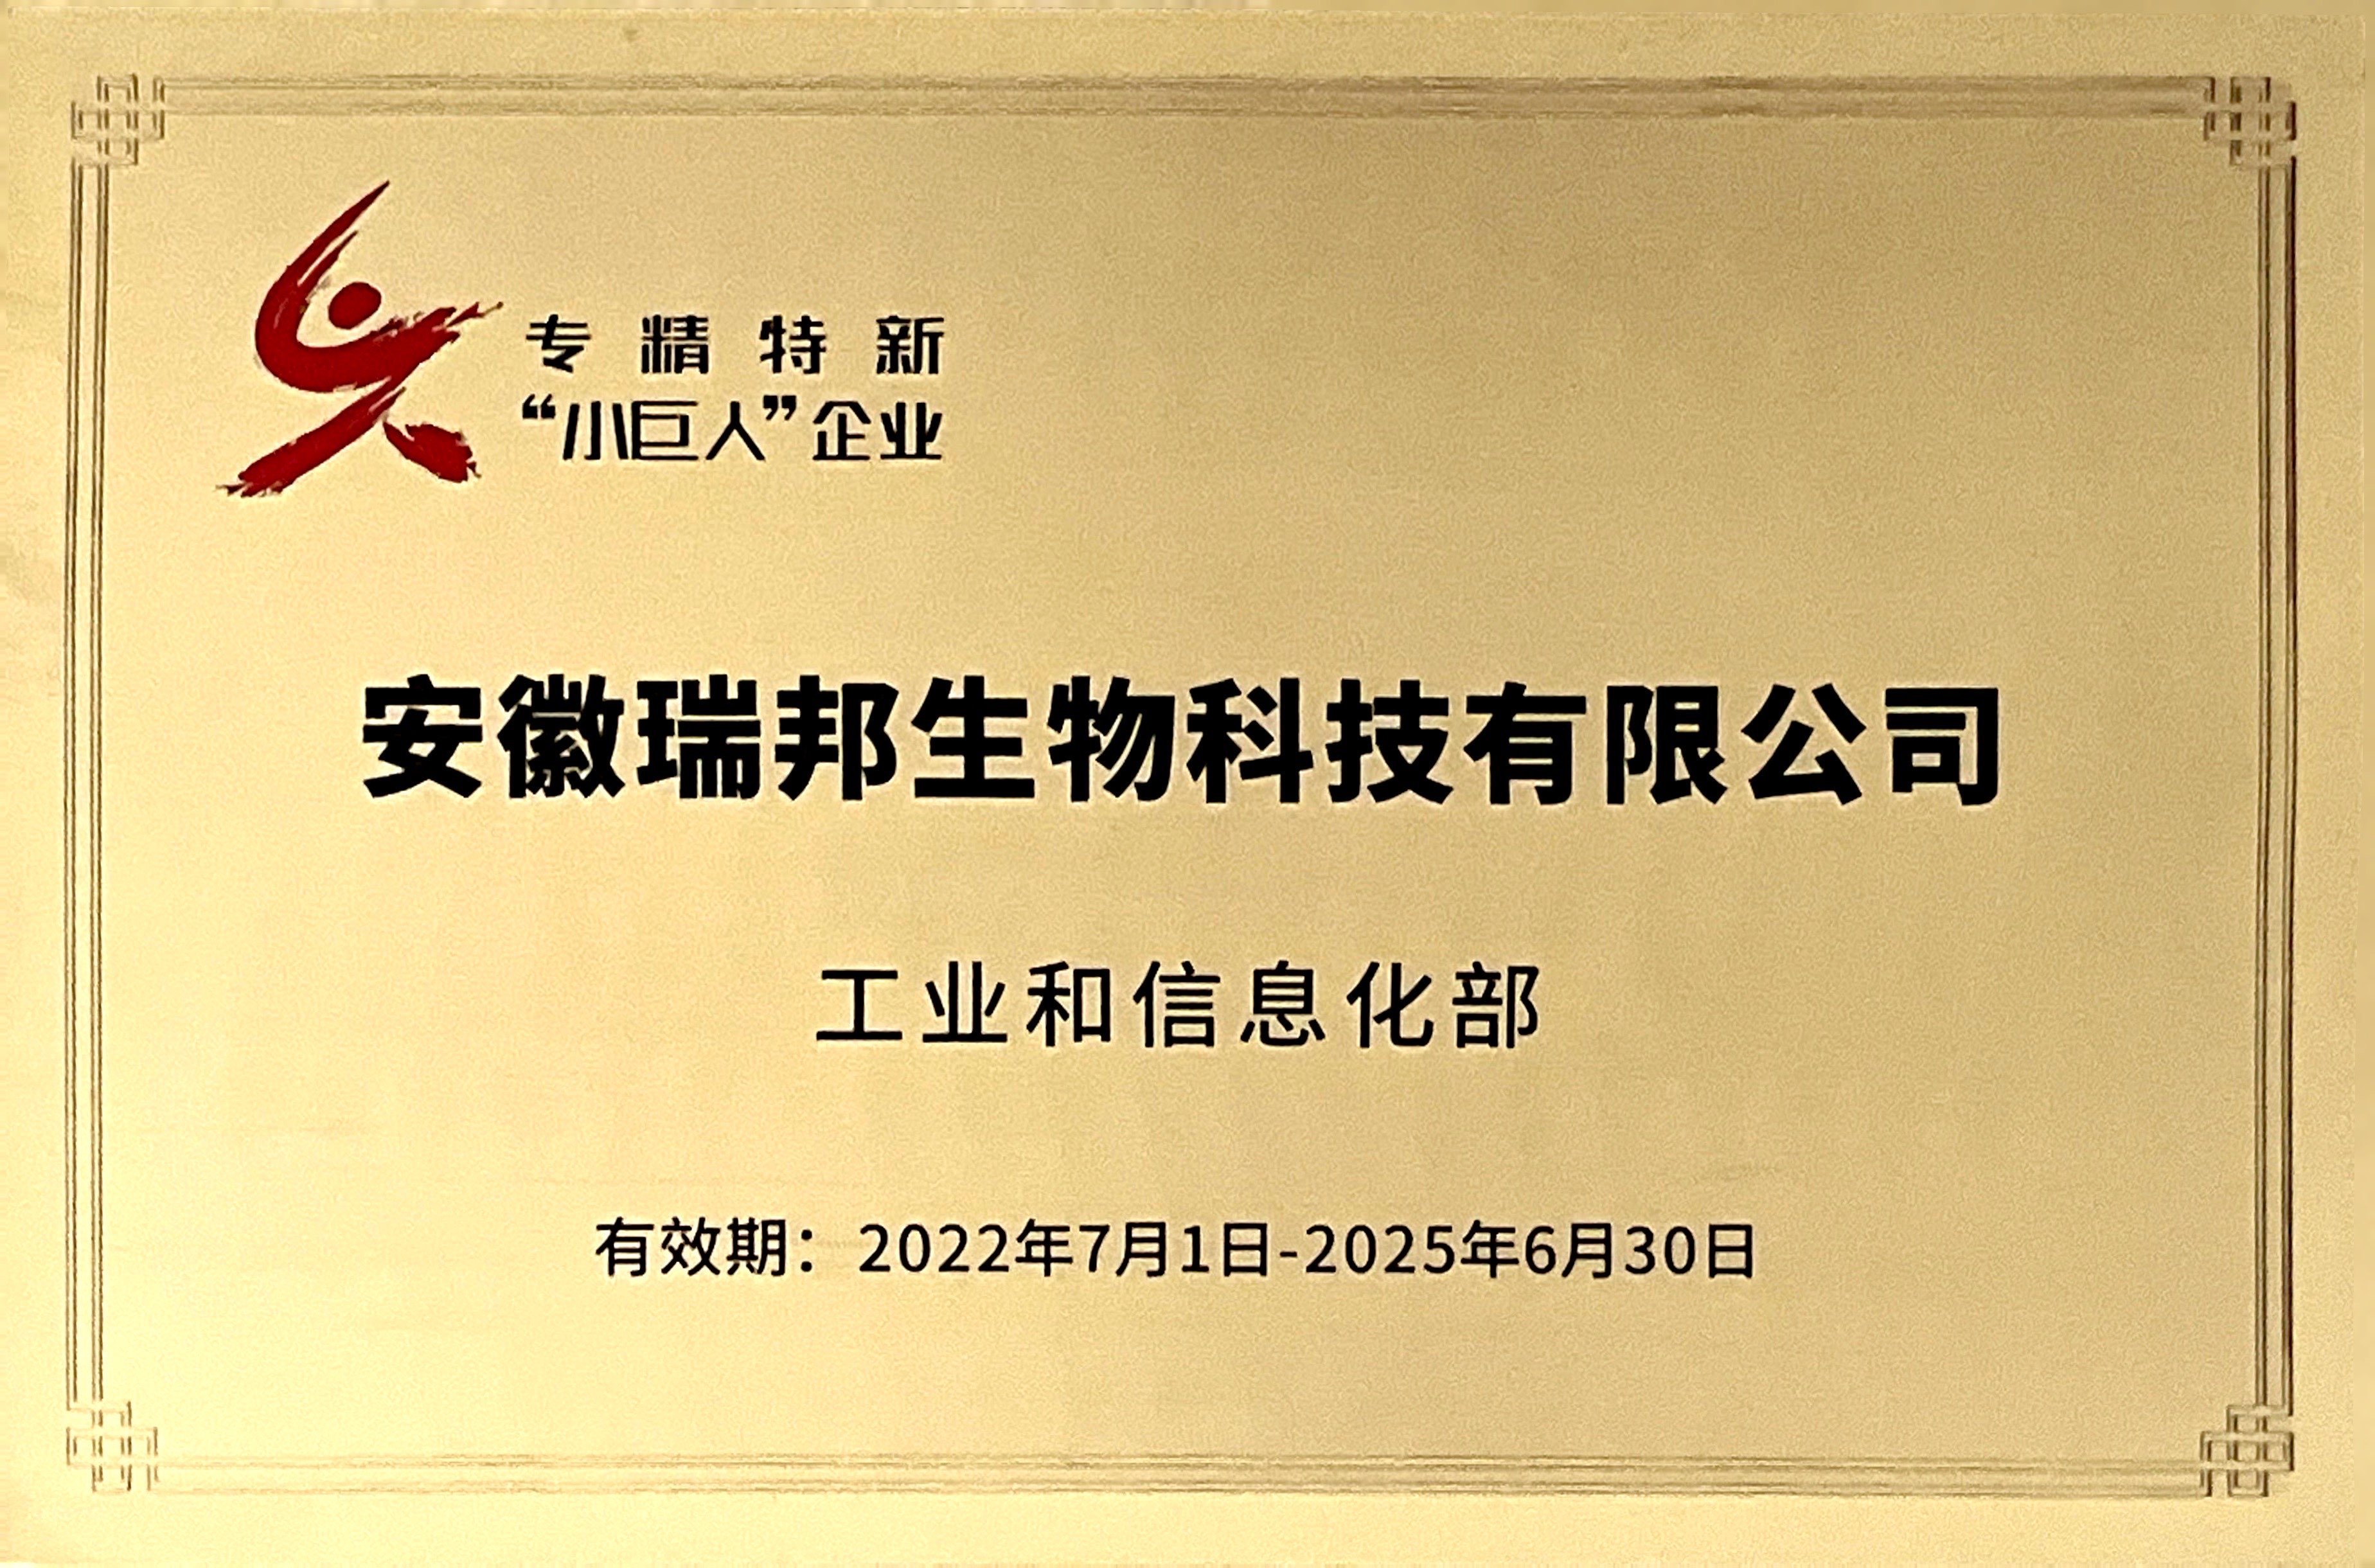 专精特新
“小巨人”企业
安徽瑞邦生物科技有限公司
工业和信息化部
有效期：2022年7月1日-2025年6月30日